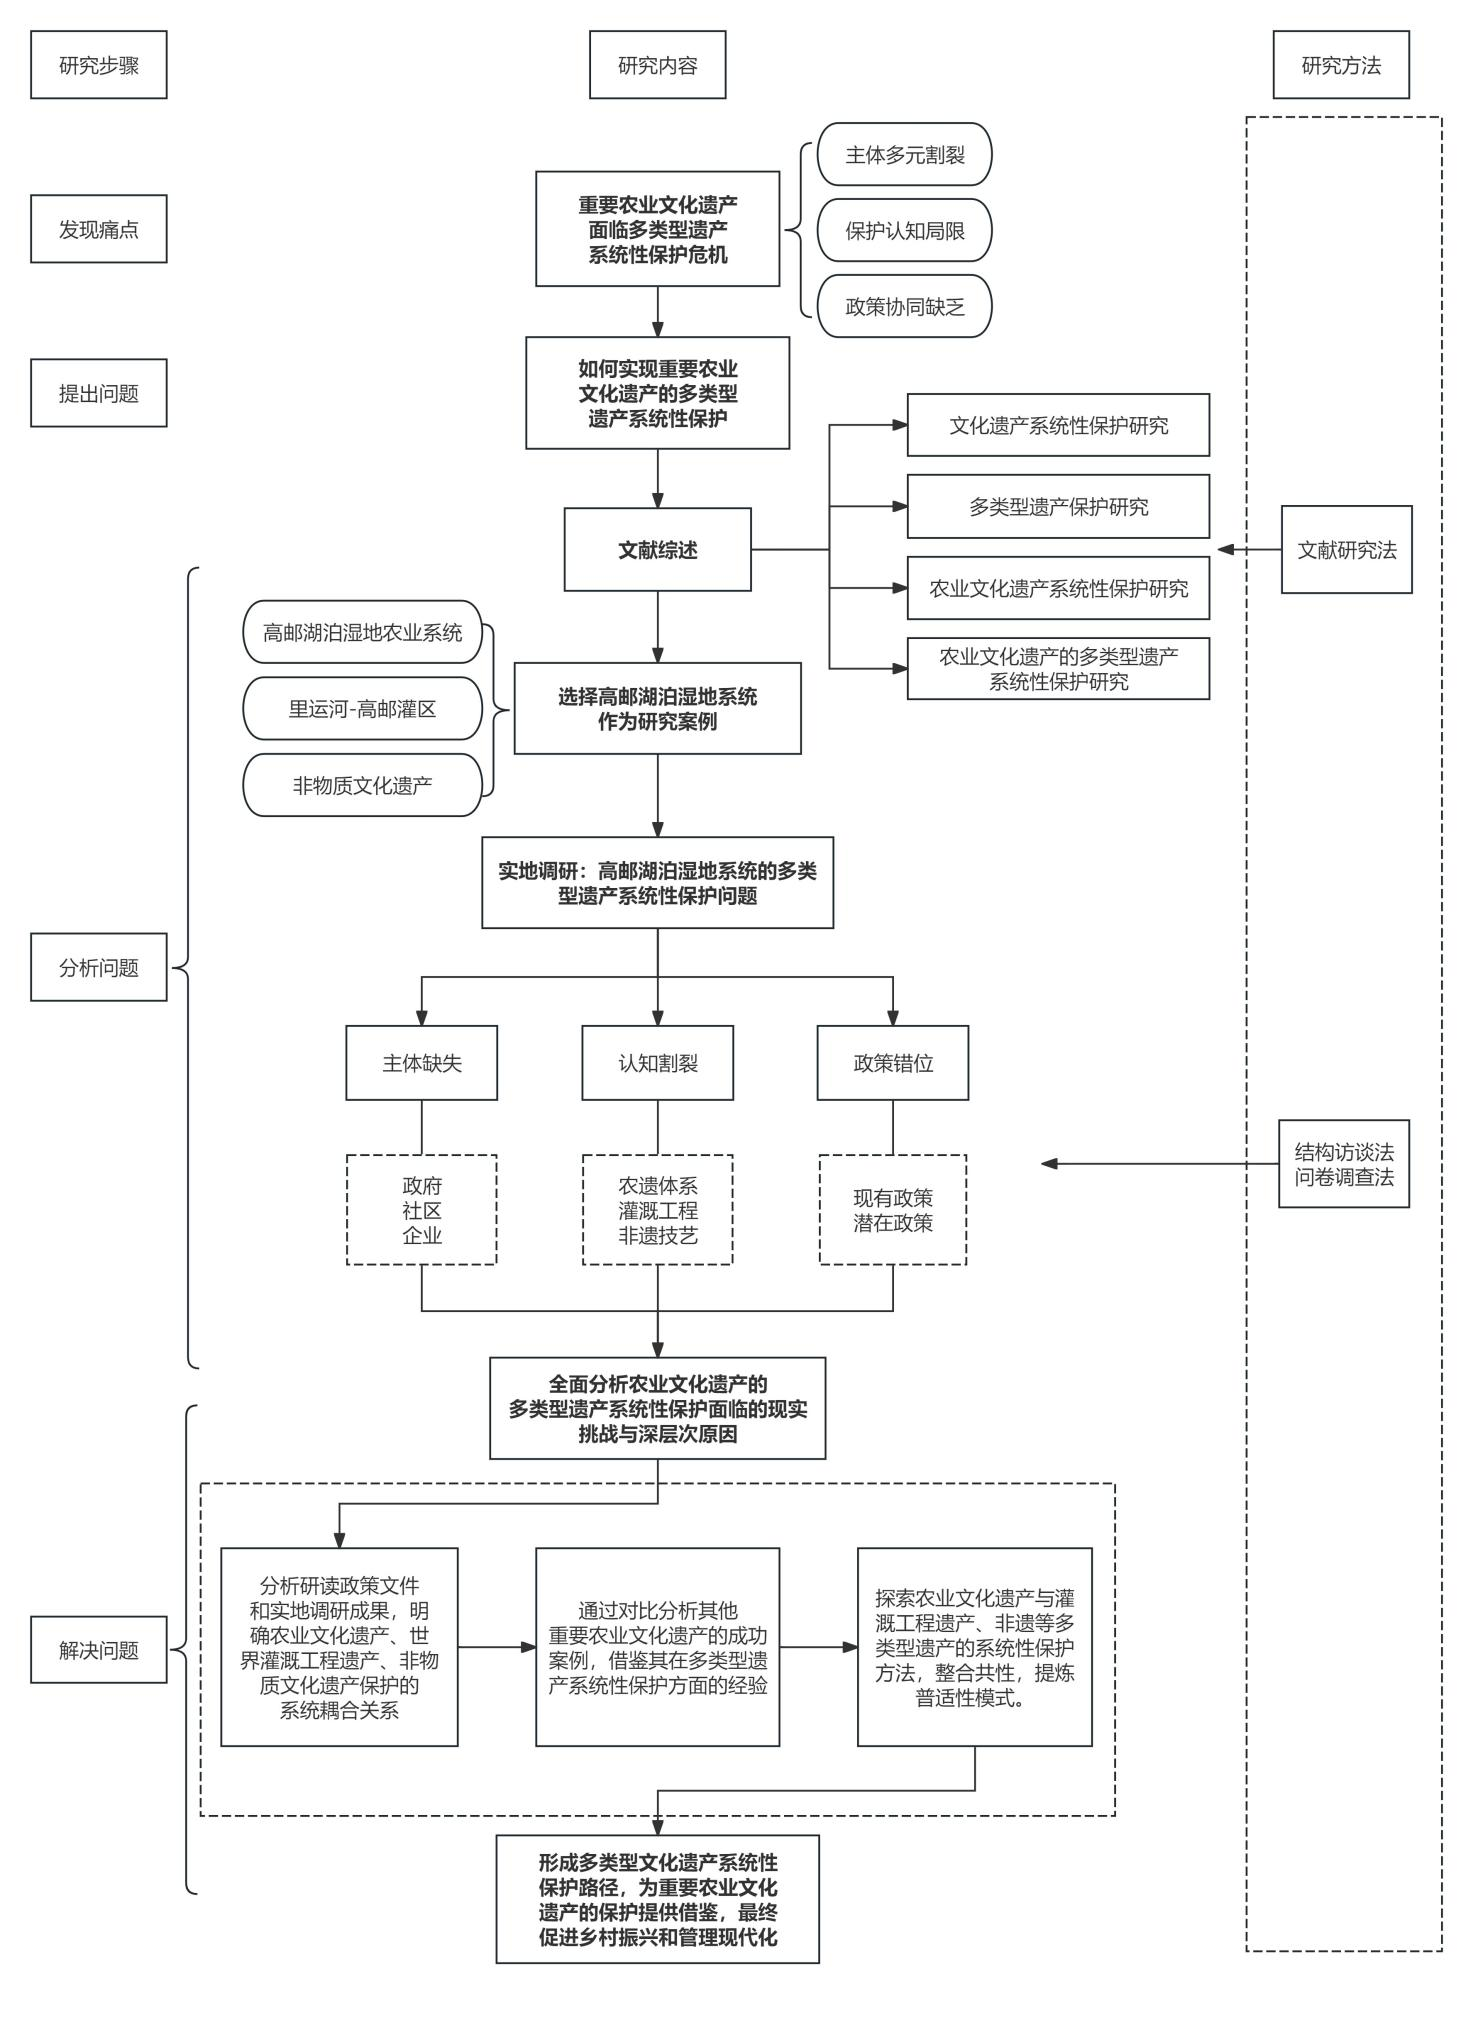 研究步骤
研究内容
研究方法
发现痛点
重要农业文化遗产
面临多类型遗产
系统性保护危机
主体多元割裂
保护认知局限
政策协同缺乏
提出问题
如何实现重要农业
文化遗产的多类型
遗产系统性保护
文献综述
文化遗产系统性保护研究
多类型遗产保护研究
农业文化遗产系统性保护研究
农业文化遗产的多类型遗产
系统性保护研究
文献研究法
分析问题
高邮湖泊湿地农业系统
里运河-高邮灌区
非物质文化遗产
选择高邮湖泊湿地系统
作为研究案例
实地调研：高邮湖泊湿地系统的多类
型遗产系统性保护问题
主体缺失
认知割裂
政策错位
政府
社区
企业
农遗体系
灌溉工程
非遗技艺
现有政策
潜在政策
结构访谈法
问卷调查法
全面分析农业文化遗产的
多类型遗产系统性保护面临的现实
挑战与深层次原因
解决问题
分析研读政策文件
和实地调研成果，明
确农业文化遗产、世
界灌溉工程遗产、非物
质文化遗产保护的
系统耦合关系
通过对比分析其他
重要农业文化遗产的成功
案例，借鉴其在多类型遗
产系统性保护方面的经验
探索农业文化遗产与灌
溉工程遗产、非遗等多
类型遗产的系统性保护
方法，整合共性，提炼
普适性模式。
形成多类型文化遗产系统性
保护路径，为重要农业文化
遗产的保护提供借鉴，最终
促进乡村振兴和管理现代化